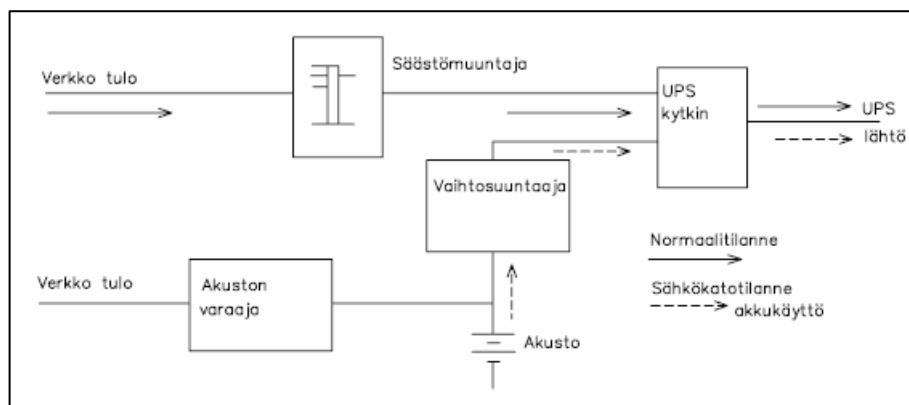 Verkko tulo
Säästömuuntaja
UPS
kytkin
UPS
lähtö
Vaihtosuuntaaja
Normaalitilanne
Verkko tulo
Akuston
varaaja
Sähkökatotilanne
akkukäyttö
Akusto